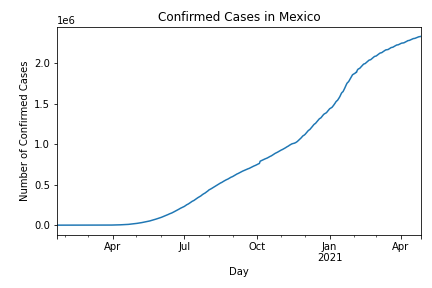 Confirmed Cases in Mexico
1e6
2.0
1.5
1.0
0.5
0.0
Number of Confirmed Cases
Apr Jul Oct Jan Apr
2021
Day